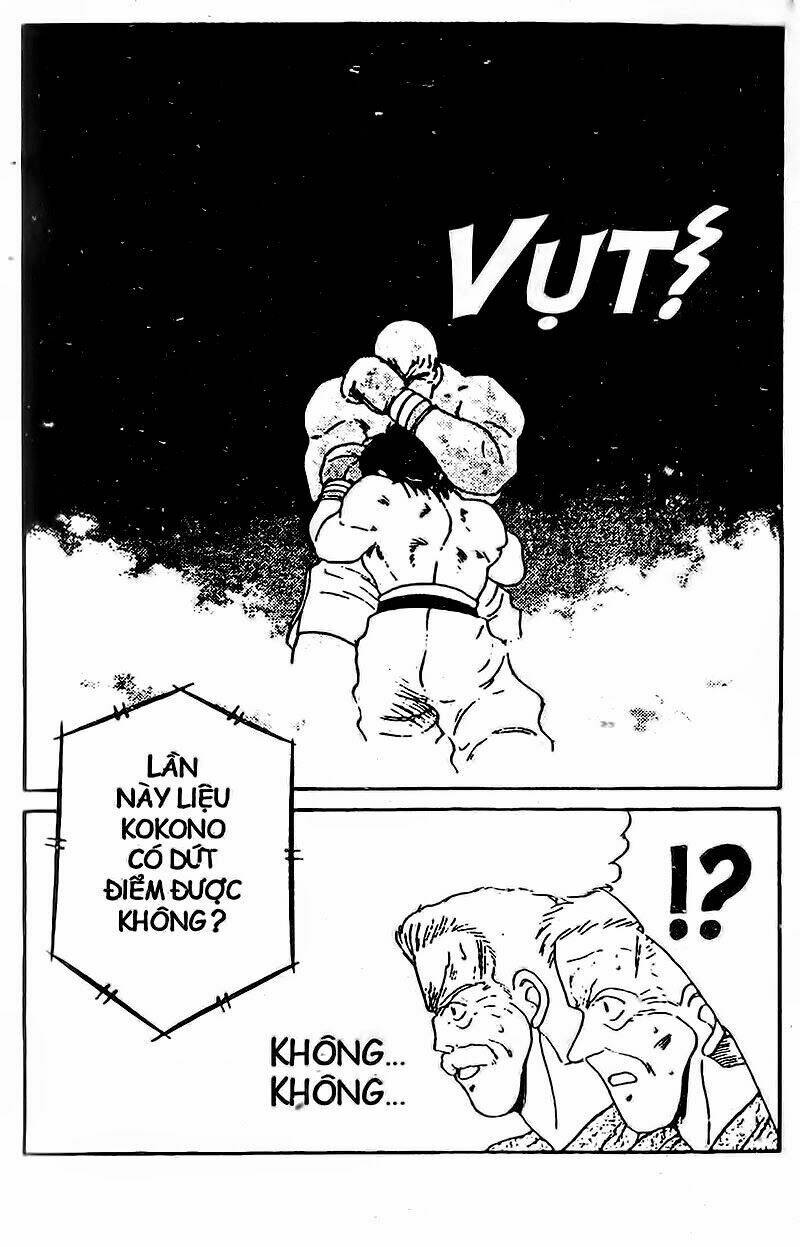 VỤT!
LẦN
NÀY LIỆU
KOKONO
CÓ DỨT
ĐIỂM ĐƯỢC
KHÔNG?
!?
KHÔNG...
KHÔNG...